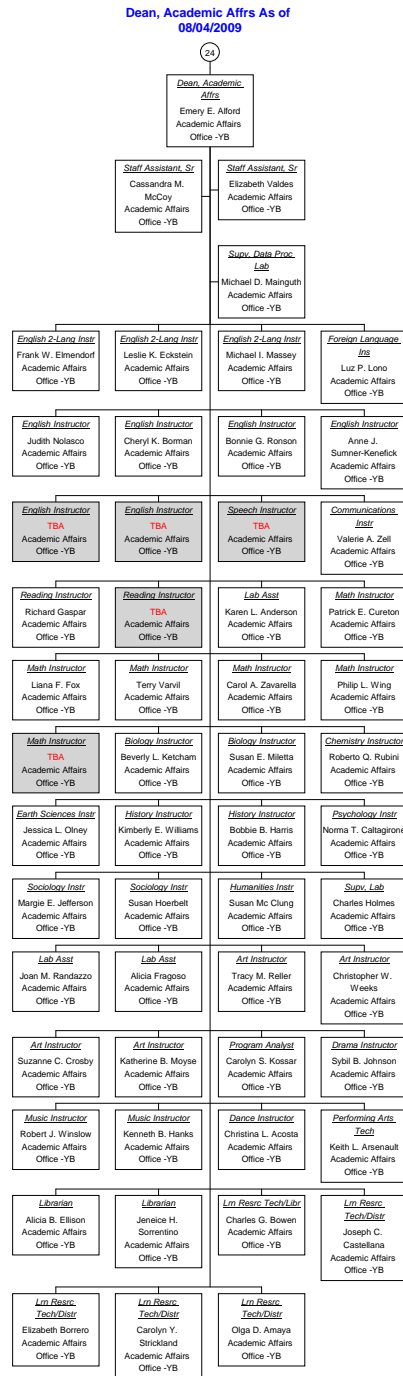 Dean, Academic Affrs As of
08/04/2009
24
Dean, Academic
Affrs
Emery E. Alford
Academic Affairs
Office -YB
Staff Assistant, Sr
Cassandra M.
McCoy
Academic Affairs
Office -YB
Staff Assistant, Sr
Elizabeth Valdes
Academic Affairs
Office -YB
Supv, Data Proc
Lab
Michael D. Mainguth
Academic Affairs
Office -YB
English 2-Lang Instr
Frank W. Elmendorf
Academic Affairs
Office -YB
English 2-Lang Instr
Leslie K. Eckstein
Academic Affairs
Office -YB
English 2-Lang Instr
Michael I. Massey
Academic Affairs
Office -YB
Foreign Language
Ins
Luz P. Lono
Academic Affairs
Office -YB
English Instructor
Judith Nolasco
Academic Affairs
Office -YB
English Instructor
Cheryl K. Borman
Academic Affairs
Office -YB
English Instructor
Bonnie G. Ronson
Academic Affairs
Office -YB
English Instructor
Anne J.
Sumner-Kenefick
Academic Affairs
Office -YB
English Instructor
TBA
Academic Affairs
Office -YB
English Instructor
TBA
Academic Affairs
Office -YB
Speech Instructor
TBA
Academic Affairs
Office -YB
Communications
Instr
Valerie A. Zell
Academic Affairs
Office -YB
Reading Instructor
Richard Gaspar
Academic Affairs
Office -YB
Reading Instructor
TBA
Academic Affairs
Office -YB
Lab Asst
Karen L. Anderson
Academic Affairs
Office -YB
Math Instructor
Patrick E. Cureton
Academic Affairs
Office -YB
Math Instructor
Liana F. Fox
Academic Affairs
Office -YB
Math Instructor
Terry Varvil
Academic Affairs
Office -YB
Math Instructor
Carol A. Zavarella
Academic Affairs
Office -YB
Math Instructor
Philip L. Wing
Academic Affairs
Office -YB
Math Instructor
TBA
Academic Affairs
Office -YB
Biology Instructor
Beverly L. Ketcham
Academic Affairs
Office -YB
Biology Instructor
Susan E. Miletta
Academic Affairs
Office -YB
Chemistry Instructor
Roberto Q. Rubini
Academic Affairs
Office -YB
Earth Sciences Instr
Jessica L. Olney
Academic Affairs
Office -YB
History Instructor
Kimberly E. Williams
Academic Affairs
Office -YB
History Instructor
Bobbie B. Harris
Academic Affairs
Office -YB
Psychology Instr
Norma T. Caltagirone
Academic Affairs
Office -YB
Sociology Instr
Margie E. Jefferson
Academic Affairs
Office -YB
Sociology Instr
Susan Hoerbelt
Academic Affairs
Office -YB
Humanities Instr
Susan Mc Clung
Academic Affairs
Office -YB
Supv, Lab
Charles Holmes
Academic Affairs
Office -YB
Lab Asst
Joan M. Randazzo
Academic Affairs
Office -YB
Lab Asst
Alicia Fragoso
Academic Affairs
Office -YB
Art Instructor
Tracy M. Reller
Academic Affairs
Office -YB
Art Instructor
Christopher W.
Weeks
Academic Affairs
Office -YB
Art Instructor
Suzanne C. Crosby
Academic Affairs
Office -YB
Art Instructor
Katherine B. Moyse
Academic Affairs
Office -YB
Program Analyst
Carolyn S. Kossar
Academic Affairs
Office -YB
Drama Instructor
Sybil B. Johnson
Academic Affairs
Office -YB
Music Instructor
Robert J. Winslow
Academic Affairs
Office -YB
Music Instructor
Kenneth B. Hanks
Academic Affairs
Office -YB
Dance Instructor
Christina L. Acosta
Academic Affairs
Office -YB
Performing Arts
Tech
Keith L. Arsenault
Academic Affairs
Office -YB
Librarian
Alicia B. Ellison
Academic Affairs
Office -YB
Librarian
Jeneice H.
Sorrentino
Academic Affairs
Office -YB
Lrn Resrc Tech/Libr
Charles G. Bowen
Academic Affairs
Office -YB
Lrn Resrc
Tech/Distr
Joseph C.
Castellana
Academic Affairs
Office -YB
Lrn Resrc
Tech/Distr
Elizabeth Borrero
Academic Affairs
Office -YB
Lrn Resrc
Tech/Distr
Carolyn Y.
Strickland
Academic Affairs
Office -YB
Lrn Resrc
Tech/Distr
Olga D. Amaya
Academic Affairs
Office -YB